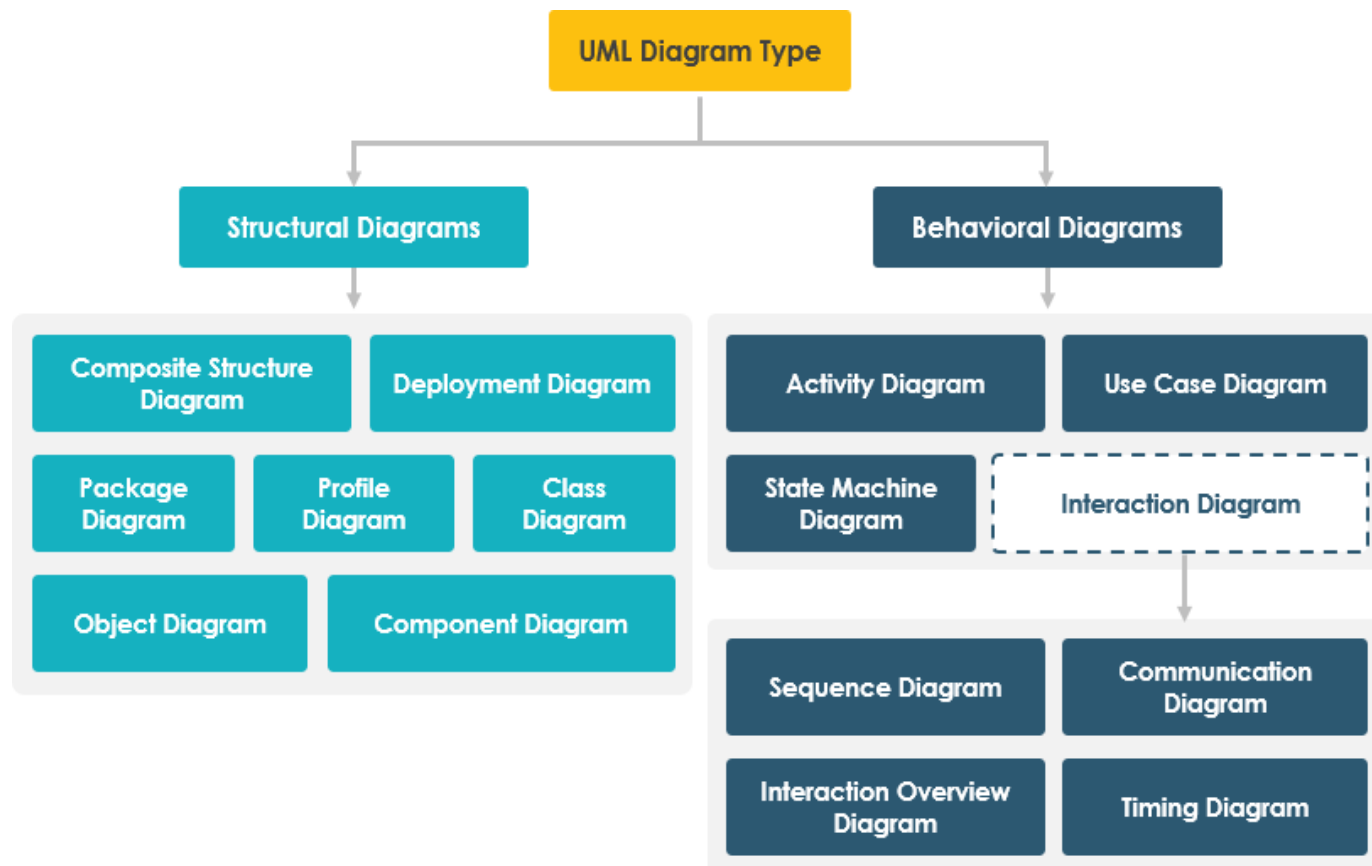 UML Diagram Type
Structural Diagrams
Behavioral Diagrams
Composite Structure
Diagram
Deployment Diagram
Package
Diagram
Profile
Diagram
Class
Diagram
Object Diagram
Component Diagram
Activity Diagram
Use Case Diagram
State Machine
Diagram
Interaction Diagram
Sequence Diagram
Communication
Diagram
Interaction Overview
Diagram
Timing Diagram